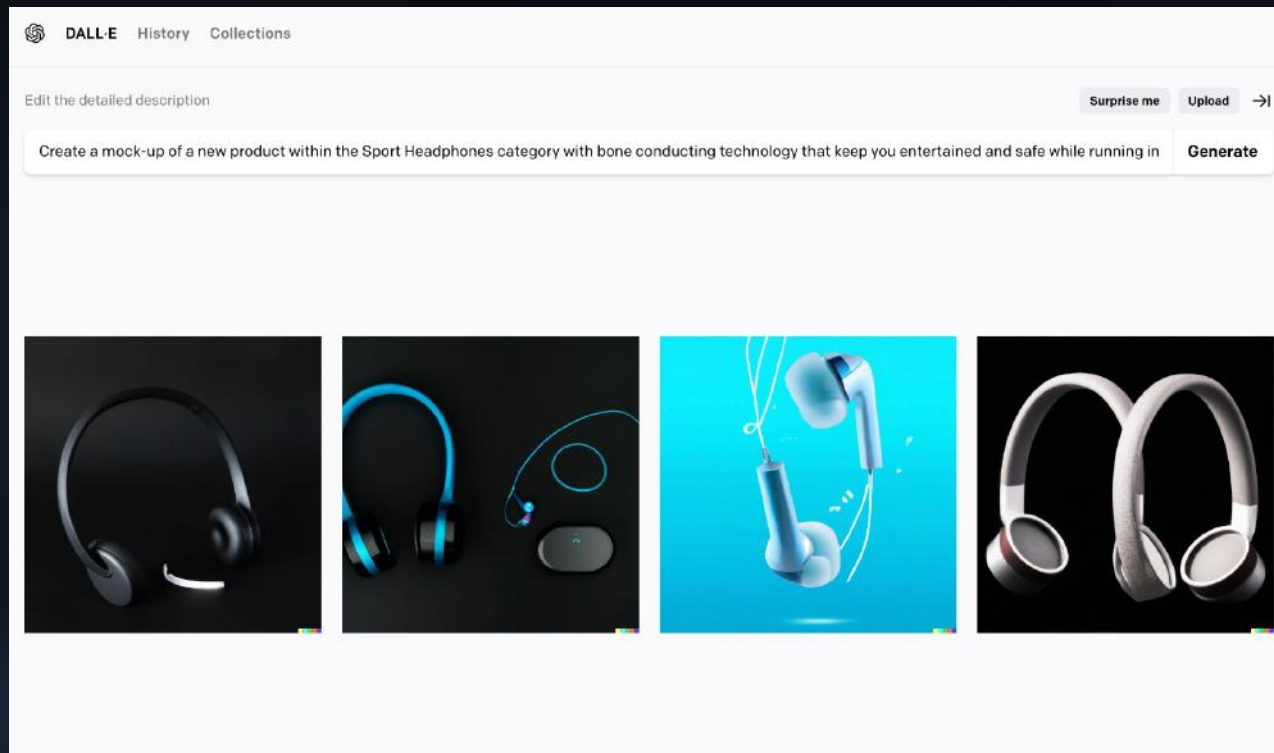 DALL·E History Collections
Edit the detailed description
Surprise me Upload
Create a mock-up of a new product within the Sport Headphones category with bone conducting technology that keep you entertained and safe while running in
Generate